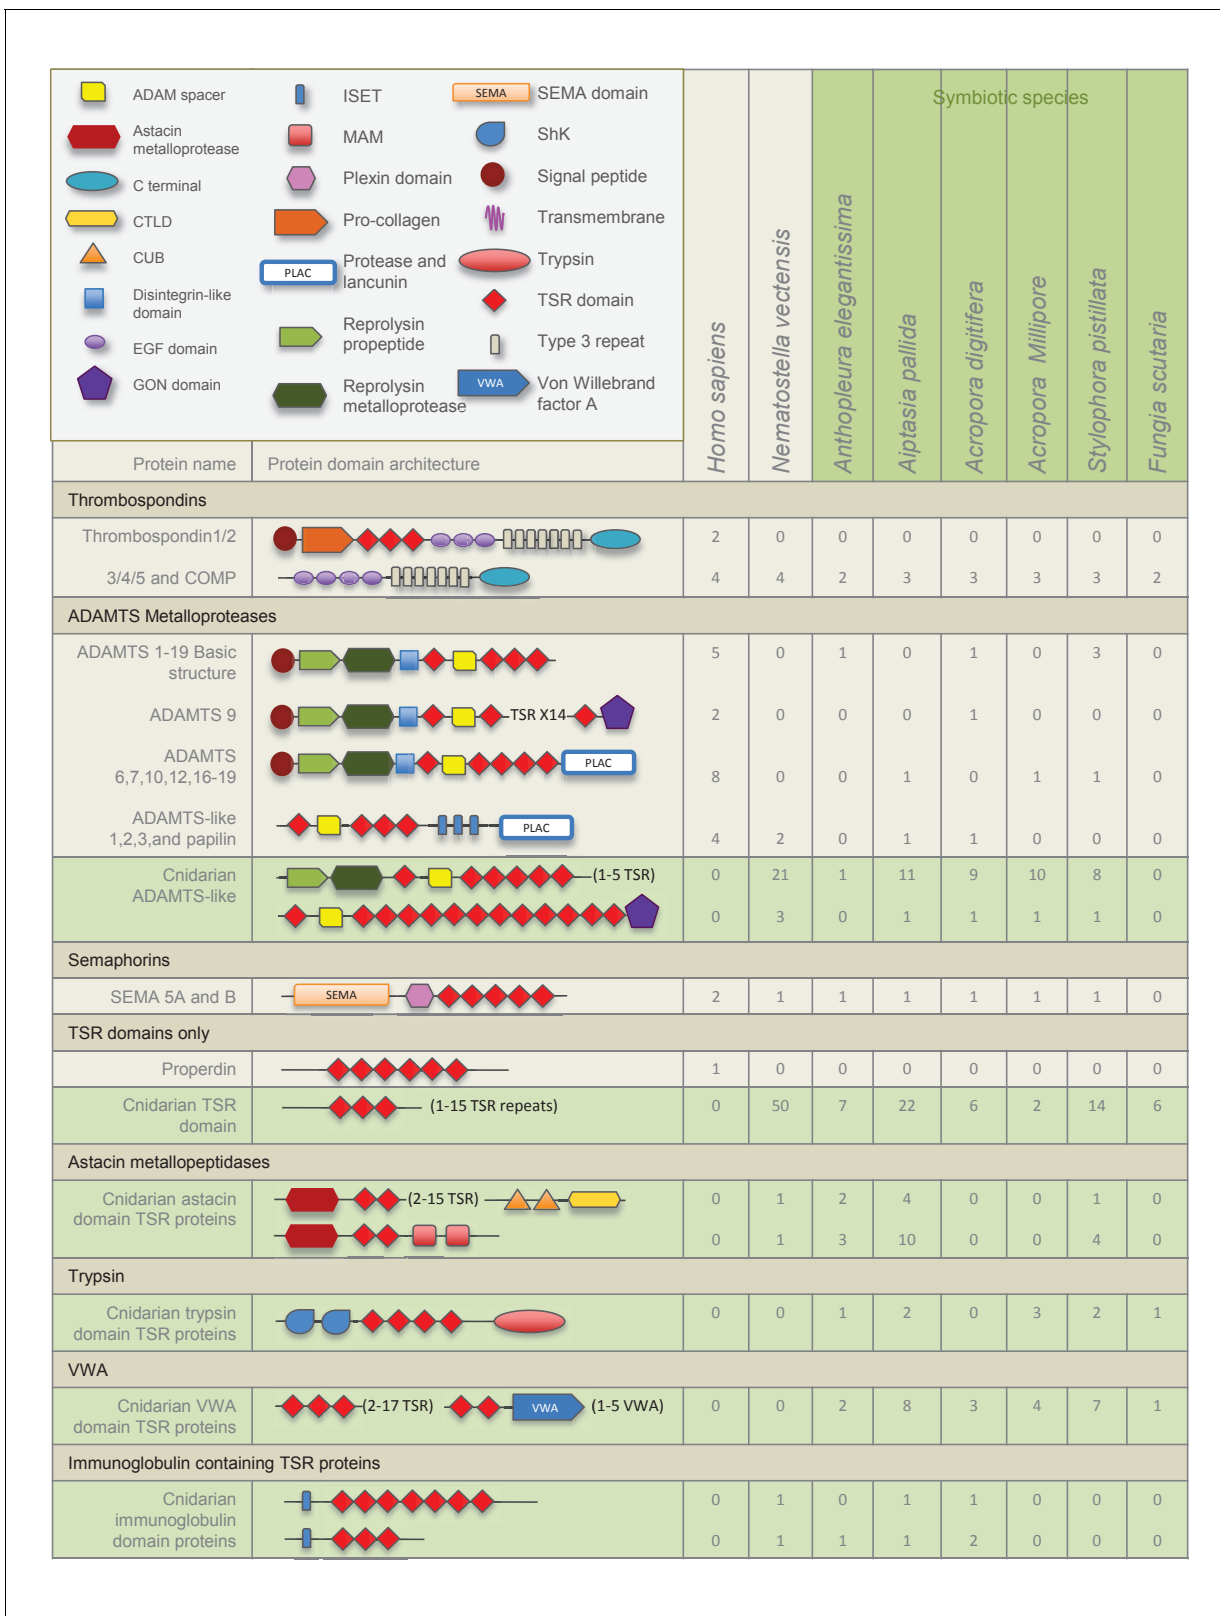 ADAM spacer
Astacin
metalloprotease
C terminal
CTLD
CUB
Disintegrin-like
domain
EGF domain
GON domain
ISET
MAM
Plexin domain
Pro-collagen
PLAC
Protease and
lancunin
Reprolysin
propeptide
Reprolysin
metalloprotease
SEMA
SEMA domain
ShK
Signal peptide
Transmembrane
Trypsin
TSR domain
Type 3 repeat
VWA
Von Willebrand
factor A
Symbiotic species
Protein name Protein domain architecture Homo sapiens Nematostella vectensis Anthopleura elegantissima Aiptasia pallida Acropora digitifera Acropora Millipore Stylophora pistillata Fungia scutaria
Thrombospondins
Thrombospondin1/2 2 0 0 0 0 0 0 0
3/4/5 and COMP 4 4 2 3 3 3 3 2
ADAMTS Metalloproteases
ADAMTS 1-19 Basic 5 0 1 0 1 0 3 0
structure
ADAMTS 9 TSR X14 2 0 0 0 1 0 0 0
ADAMTS
6,7,10,12,16-19 PLAC 8 0 0 1 0 1 1 0
ADAMTS-like
1,2,3,and papilin PLAC 4 2 0 1 1 0 0 0
Cnidarian (1-5 TSR) 0 21 1 11 9 10 8 0
ADAMTS-like
0 3 0 1 1 1 1 0
Semaphorins
SEMA 5A and B SEMA 2 1 1 1 1 1 1 0
TSR domains only
Properdin 1 0 0 0 0 0 0 0
Cnidarian TSR (1-15 TSR repeats) 0 50 7 22 6 2 14 6
domain
Astacin metallopeptidases
Cnidarian astacin (2-15 TSR) 0 1 2 4 0 0 1 0
domain TSR proteins
0 1 3 10 0 0 4 0
Trypsin
Cnidarian trypsin 0 0 1 2 0 3 2 1
domain TSR proteins
VWA
Cnidarian VWA (2-17 TSR) VWA (1-5 VWA) 0 0 2 8 3 4 7 1
domain TSR proteins
Immunoglobulin containing TSR proteins
Cnidarian 0 1 0 1 1 0 0 0
immunoglobulin
domain proteins 0 1 1 1 2 0 0 0